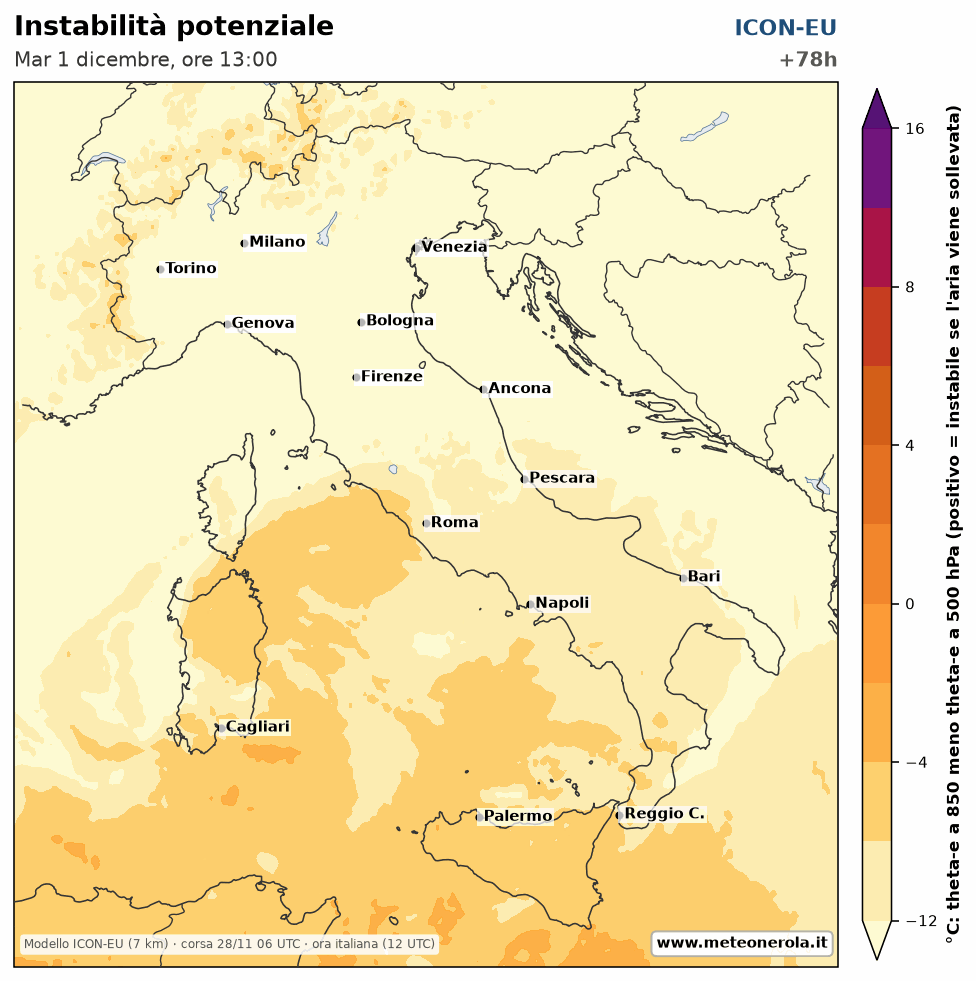 Instabilità potenziale
ICON-EU
Mar 1 dicembre, ore 13:00
+78h
16
8
4
0
−4
−12
°C: theta-e a 850 meno theta-e a 500 hPa (positivo = instabile se l'aria viene sollevata)
Milano
Venezia
Torino
Genova
Bologna
Firenze
Ancona
Pescara
Roma
Bari
Napoli
Cagliari
Palermo
Reggio C.
Modello ICON-EU (7 km) · corsa 28/11 06 UTC · ora italiana (12 UTC)
www.meteonerola.it